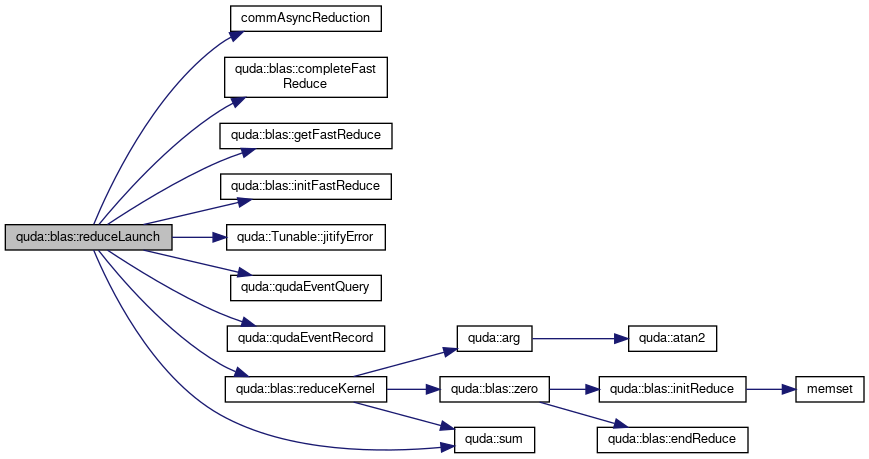 commAsyncReduction
quda::blas::completeFast
Reduce
quda::blas::getFastReduce
quda::blas::initFastReduce
quda::blas::reduceLaunch
quda::Tunable::jitifyError
quda::qudaEventQuery
quda::qudaEventRecord
quda::arg
quda::atan2
quda::blas::reduceKernel
quda::blas::zero
quda::blas::initReduce
memset
quda::sum
quda::blas::endReduce